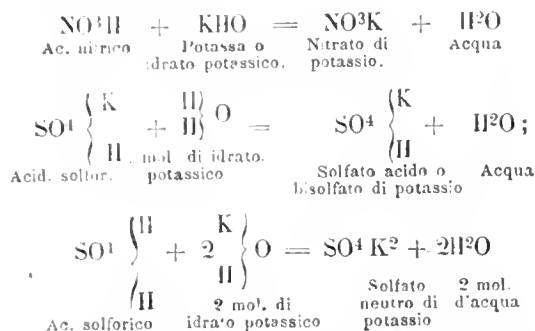 NO³H + KHO = NO³K + H²O
Ac. nitrico Potassa o Nitrato di Acqua
idrato potassico. potassio.
SO⁴ { K H + { H H } O = SO⁴ { K H + H²O ;
Acid. solfor. mol. di idrato. Solfato acido o Acqua
potassico bisolfato di potassio
SO⁴ { H H + 2 K H } O = SO⁴ K² + 2H²O
Solfato 2 mol.
Ac. solforico 2 mol. di neutro di d'acqua
idrato potassico potassio